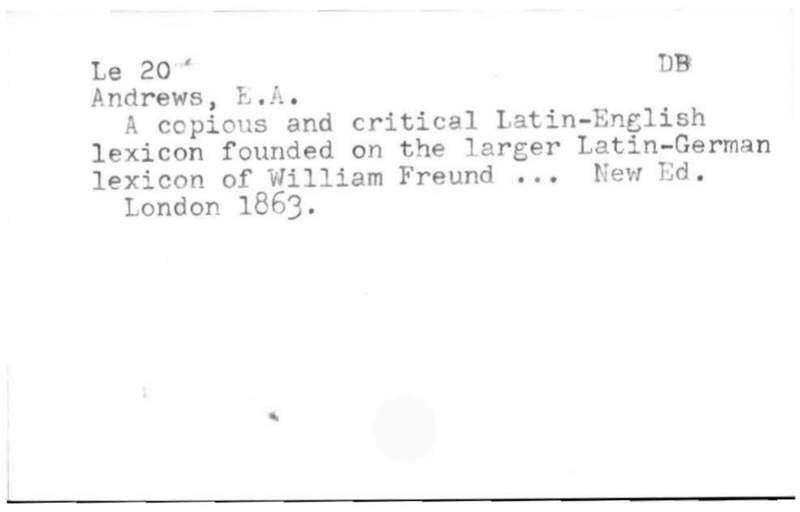 Le 20 DB
Andrews, E.A.
A copious and critical Latin-English
lexicon founded on the larger Latin-German
lexicon of William Freund ... New Ed.
London 1863.